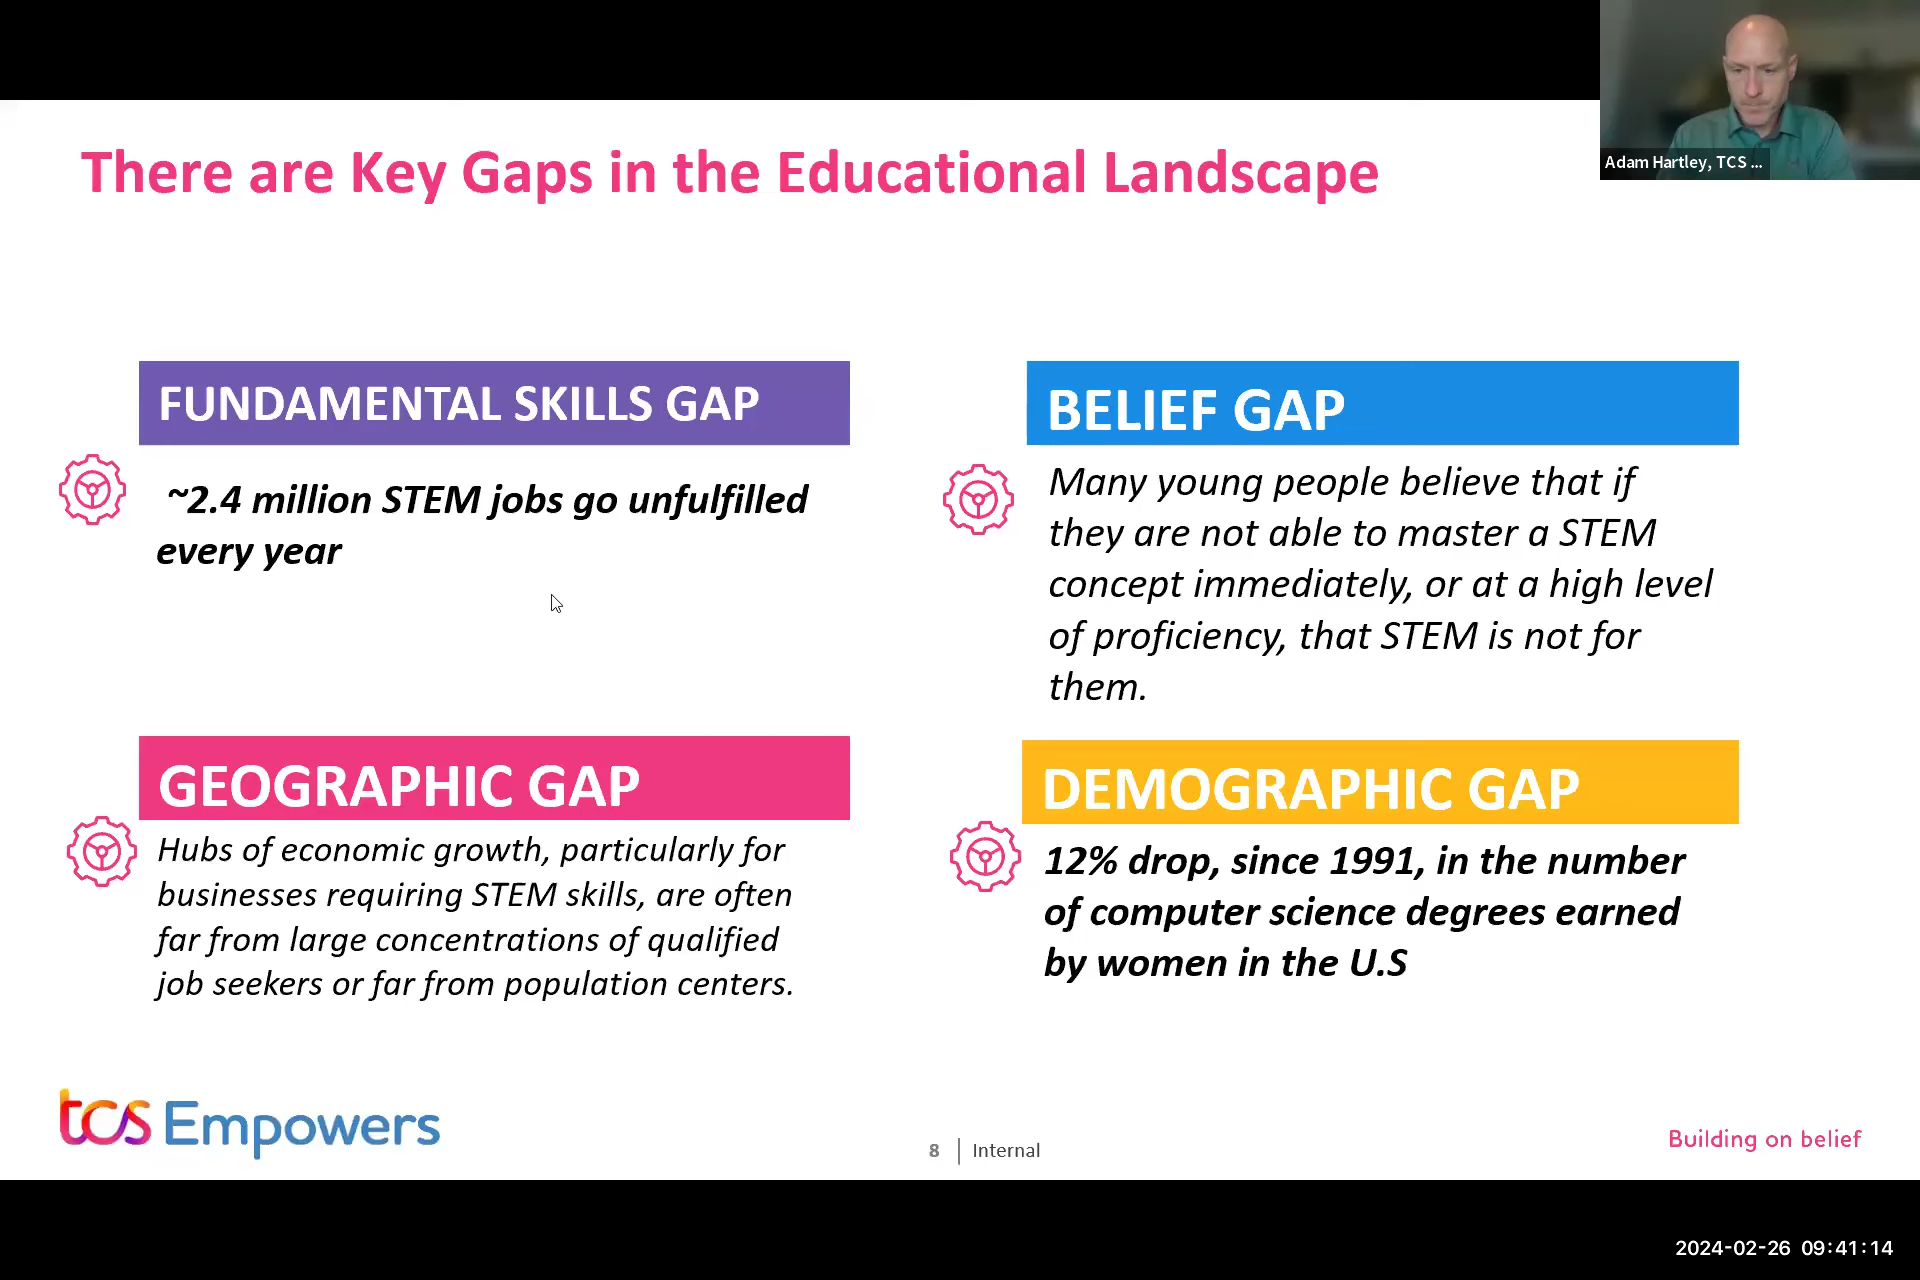 There are Key Gaps in the Educational Landscape
Adam Hartley, TCS ...
FUNDAMENTAL SKILLS GAP
~2.4 million STEM jobs go unfulfilled
every year
BELIEF GAP
Many young people believe that if
they are not able to master a STEM
concept immediately, or at a high level
of proficiency, that STEM is not for
them.
GEOGRAPHIC GAP
Hubs of economic growth, particularly for
businesses requiring STEM skills, are often
far from large concentrations of qualified
job seekers or far from population centers.
DEMOGRAPHIC GAP
12% drop, since 1991, in the number
of computer science degrees earned
by women in the U.S
tcs Empowers
8 | Internal
Building on belief
2024-02-26 09:41:14